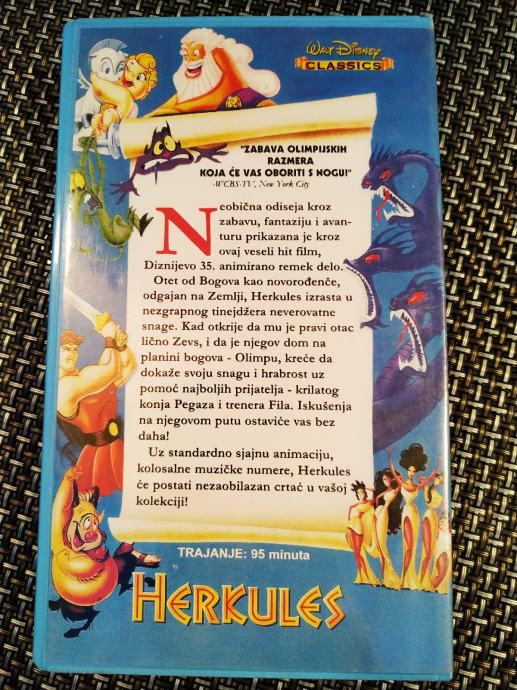 WALT DISNEY
CLASSICS
"ZABAVA OLIMPIJSKIH
RAZMERA
KOJA ĆE VAS OBORITI S NOGU!"
-WCBS-TV, New York City
Neobična odiseja kroz
zabavu, fantaziju i avan-
turu prikazana je kroz
ovaj veseli hit film,
Diznijevo 35. animirano remek delo.
Otet od Bogova kao novorođenče,
odgajan na Zemlji, Herkules izrasta u
nezgrapnog tinejdžera neverovatne
snage. Kad otkrije da mu je pravi otac
lično Zevs, i da je njegov dom na
planini bogova - Olimpu, kreće da
dokaže svoju snagu i hrabrost uz
pomoć najboljih prijatelja - krilatog
konja Pegaza i trenera Fila. Iskušenja
na njegovom putu ostaviće vas bez
daha!
Uz standardno sjajnu animaciju,
kolosalne muzičke numere, Herkules
će postati nezaobilazan crtać u vašoj
kolekciji!
TRAJANJE: 95 minuta
HERKULES